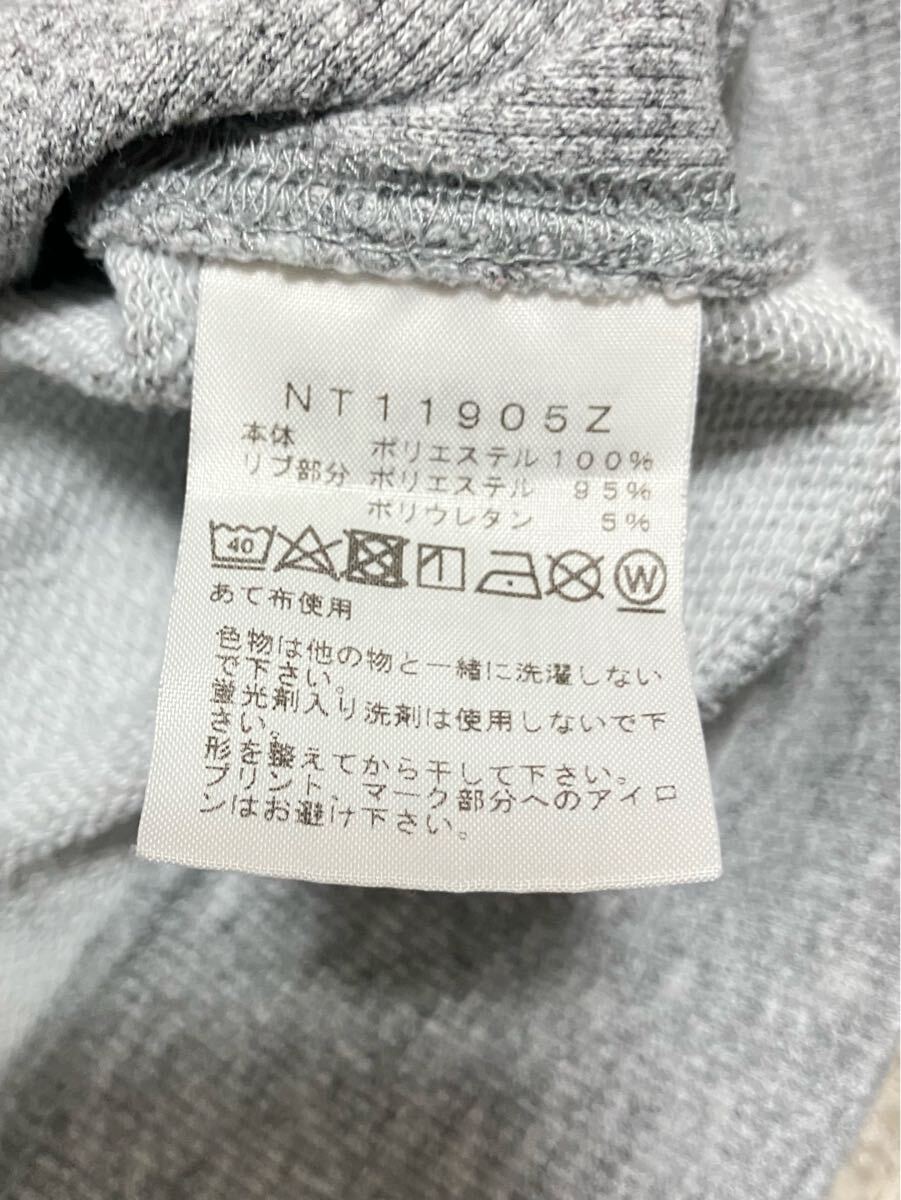 NT11905Z
本体 ポリエステル100%
リブ部分 ポリエステル 95%
ポリウレタン 5%
40 W
あて布使用
色物は他の物と一緒に洗濯しない
で下さい。
蛍光剤入り洗剤は使用しないで下
さい。
形を整えてから干して下さい。
プリント、マーク部分へのアイロ
ンはお避け下さい。